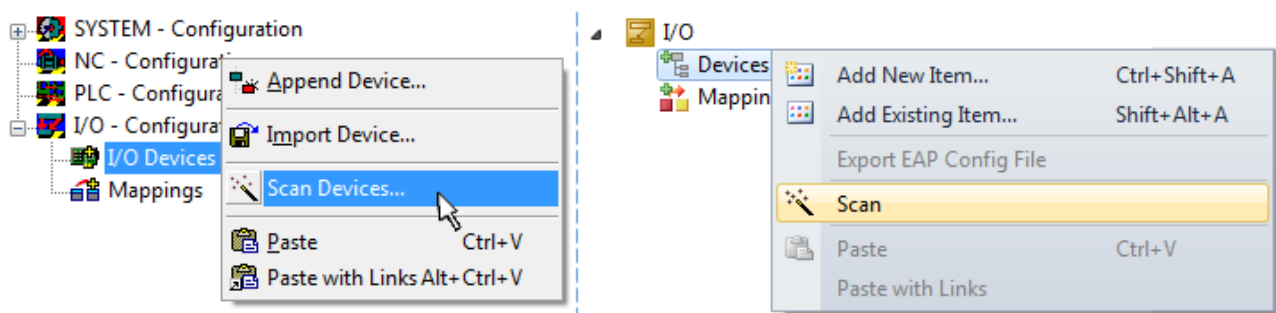 SYSTEM - Configuration
NC - Configurati
PLC - Configura
I/O - Configurat
I/O Devices
Mappings
Append Device...
Import Device...
Scan Devices...
Paste Ctrl+V
Paste with Links Alt+Ctrl+V
I/O
Devices
Mappin
Add New Item... Ctrl+Shift+A
Add Existing Item... Shift+Alt+A
Export EAP Config File
Scan
Paste Ctrl+V
Paste with Links